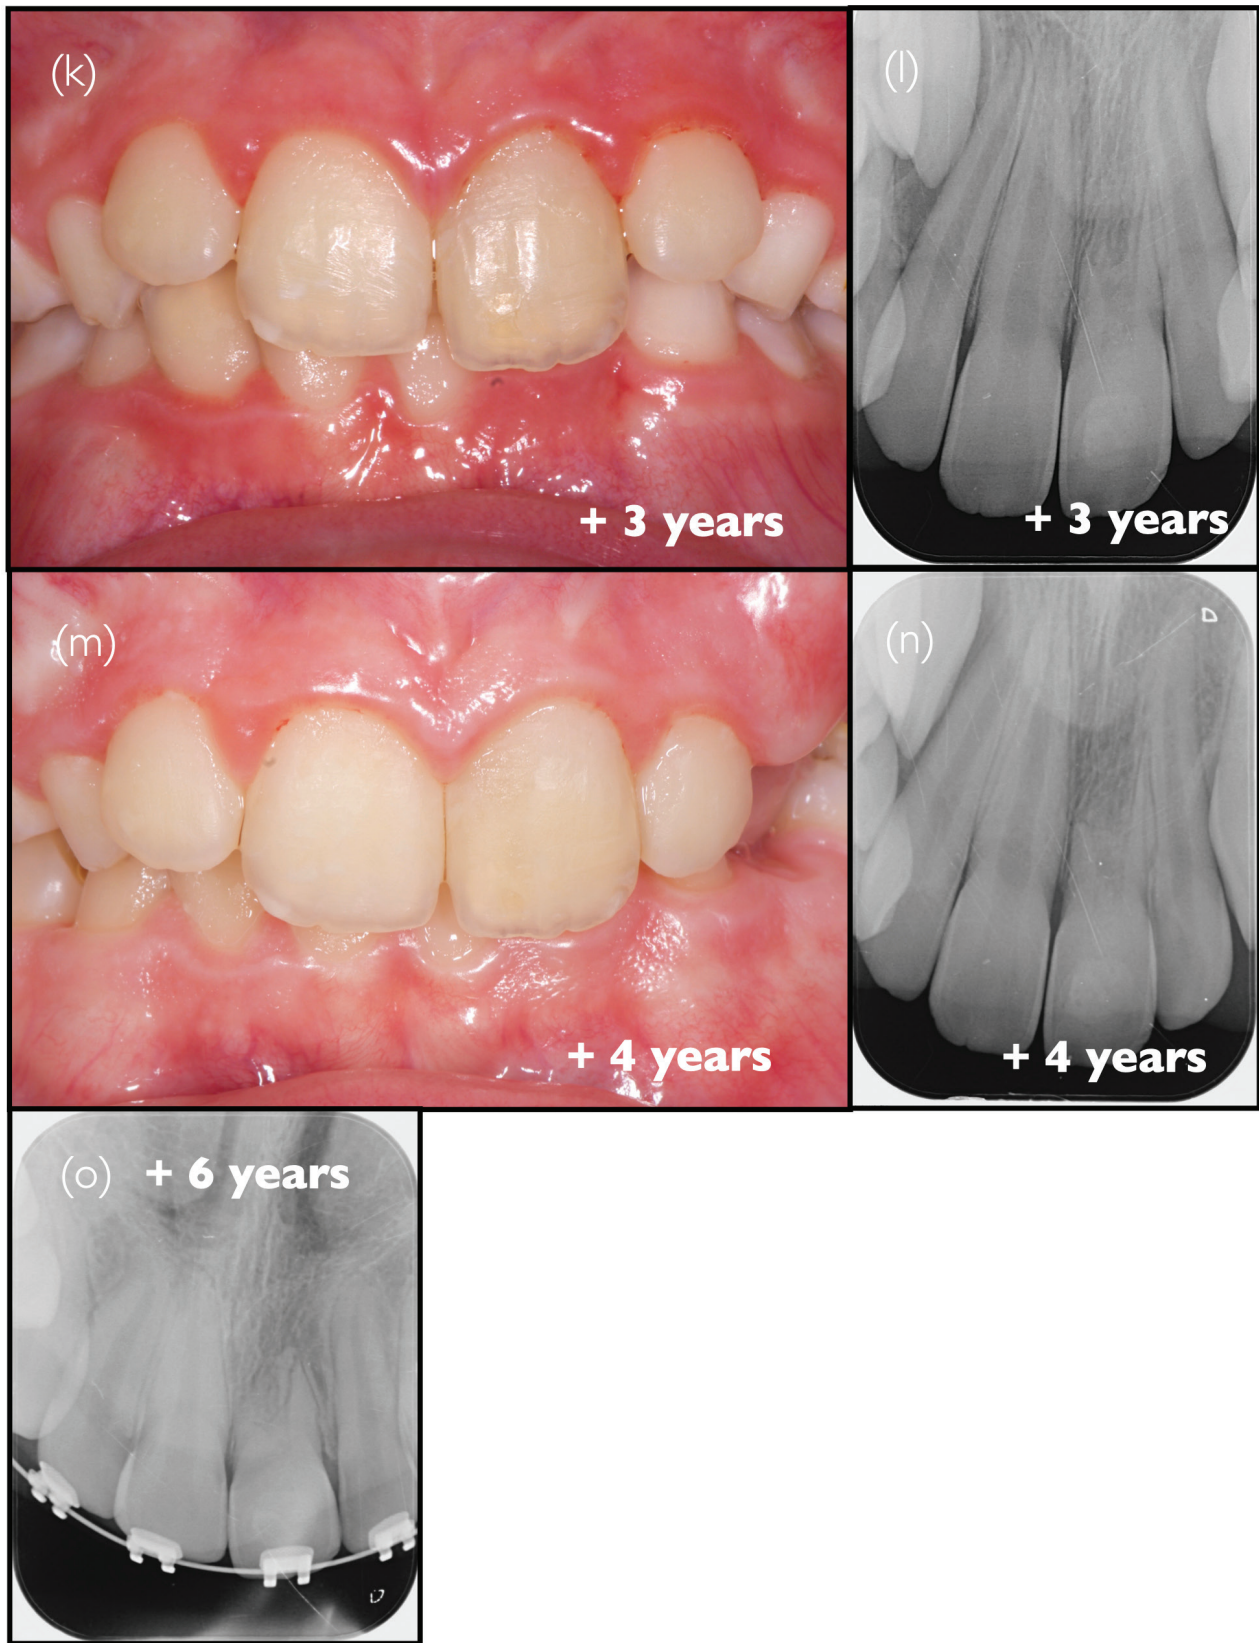 (k)
+ 3 years
(l)
+ 3 years
(m)
+ 4 years
(n)
D
+ 4 years
(o) + 6 years
D